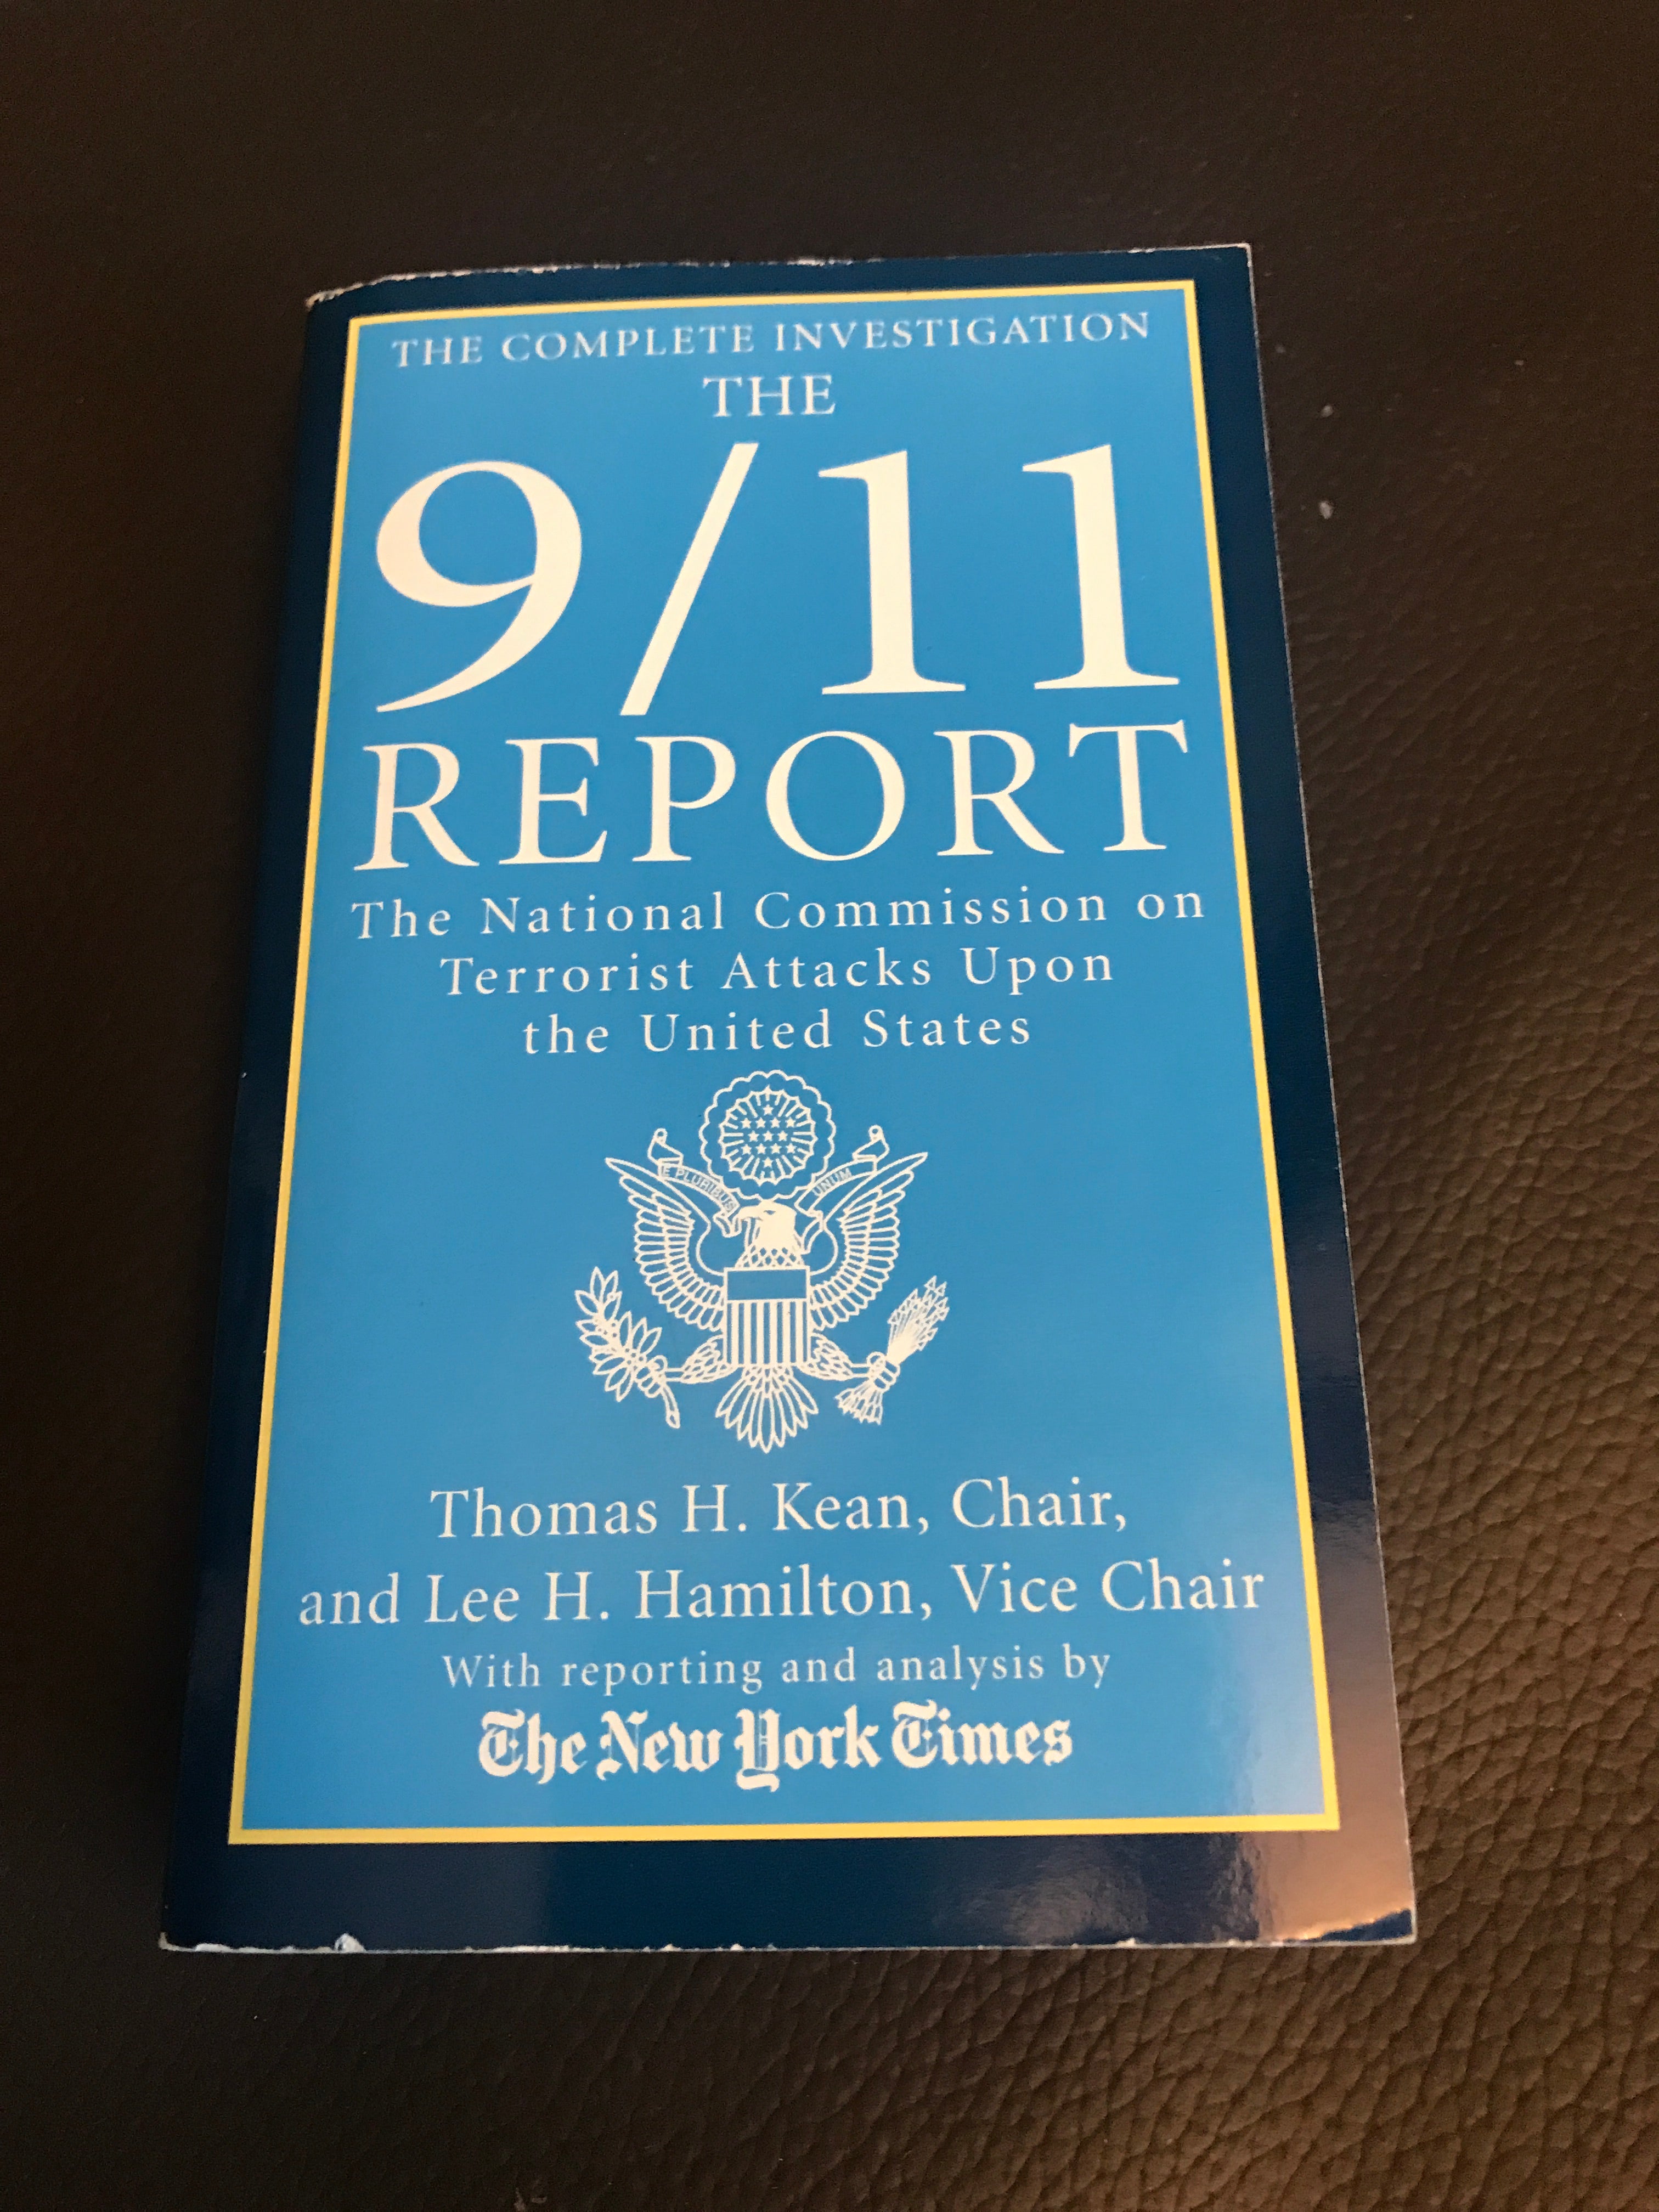 THE COMPLETE INVESTIGATION
THE
9/11
REPORT
The National Commission on
Terrorist Attacks Upon
the United States
E PLURIBUS UNUM
Thomas H. Kean, Chair,
and Lee H. Hamilton, Vice Chair
With reporting and analysis by
The New York Times